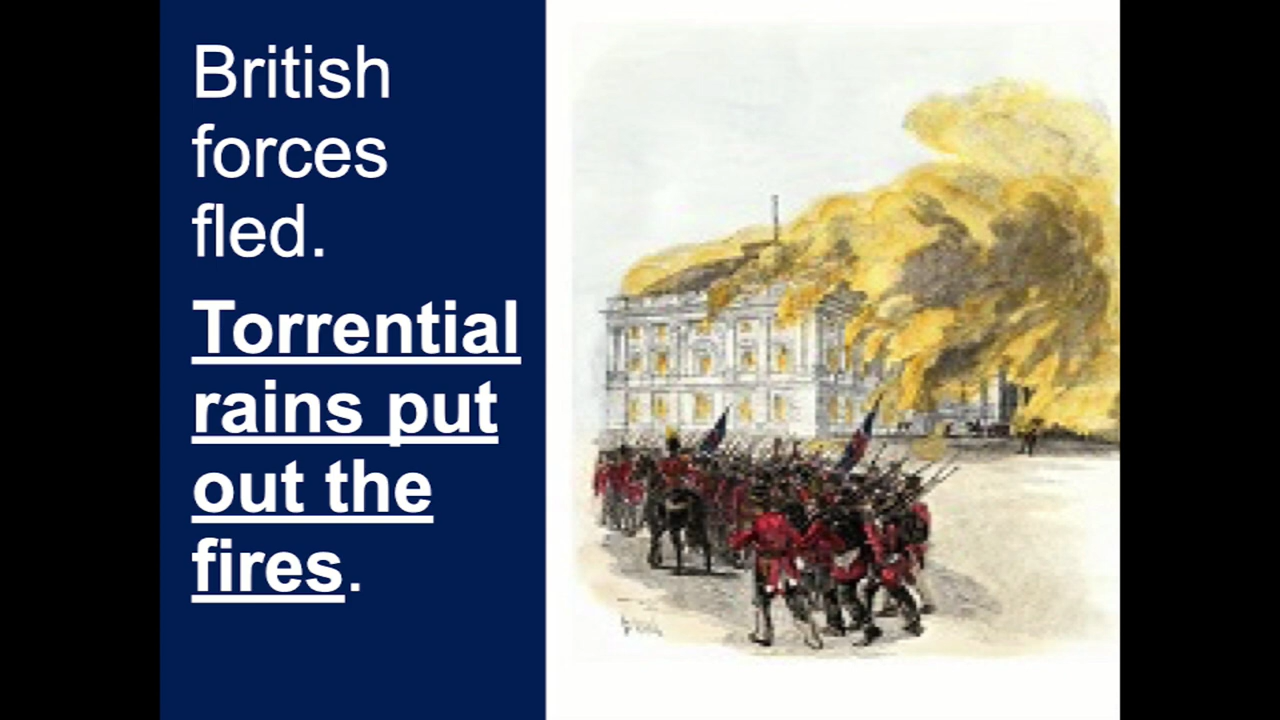 British
forces
fled.
Torrential
rains put
out the
fires.